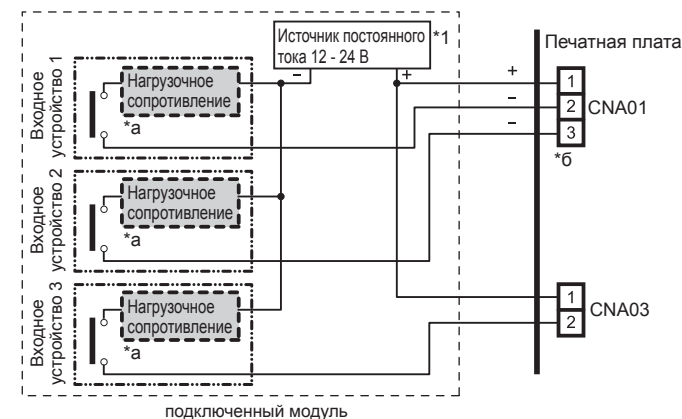 Источник постоянного
тока 12 - 24 В
*1
Печатная плата
Входное
устройство 1
Нагрузочное
сопротивление
*а
–
+
+
–
–
1
2
3
CNA01
*б
Входное
устройство 2
Нагрузочное
сопротивление
*а
Входное
устройство 3
Нагрузочное
сопротивление
*а
1
2
CNA03
подключенный модуль